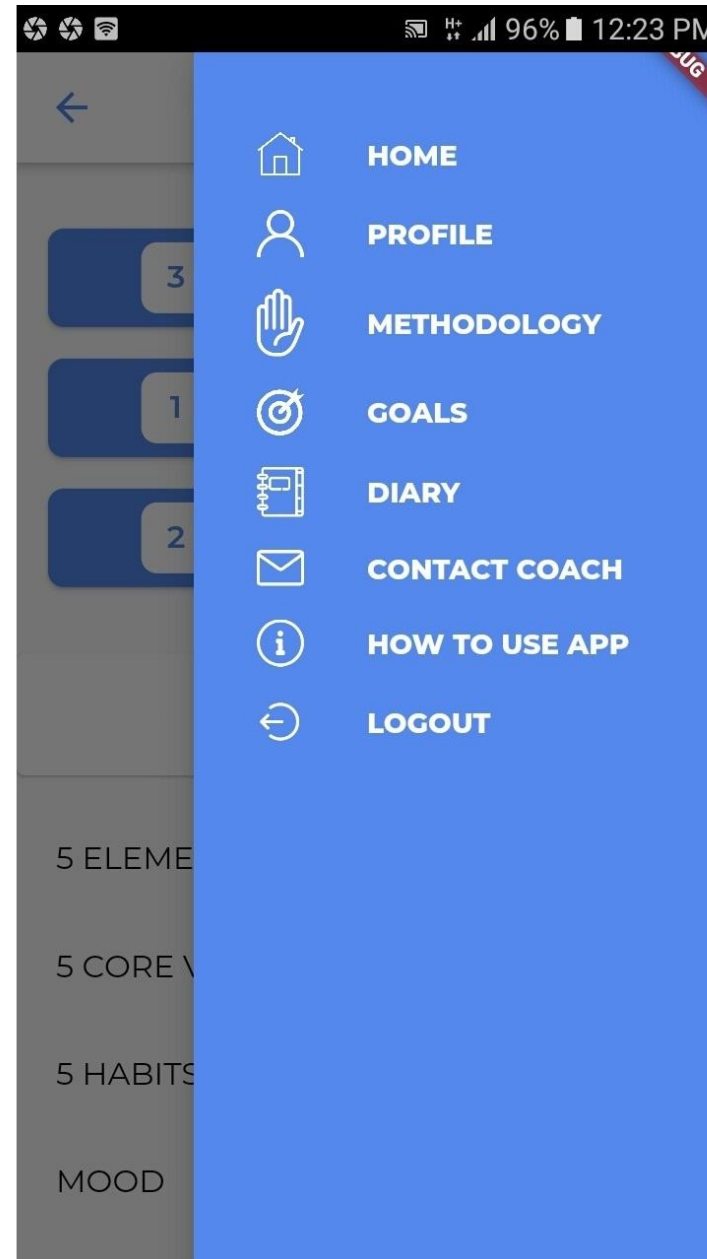 96% 12:23 PM
HOME
PROFILE
3
METHODOLOGY
1
GOALS
DIARY
2
CONTACT COACH
HOW TO USE APP
LOGOUT
5 ELEME
5 CORE
5 HABITS
MOOD